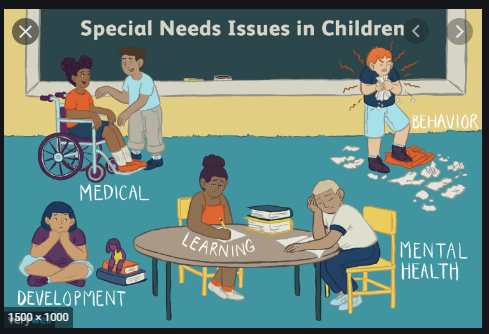 Special Needs Issues in Children
BEHAVIOR
MEDICAL
LEARNING
MENTAL
HEALTH
DEVELOPMENT
1500 × 1000